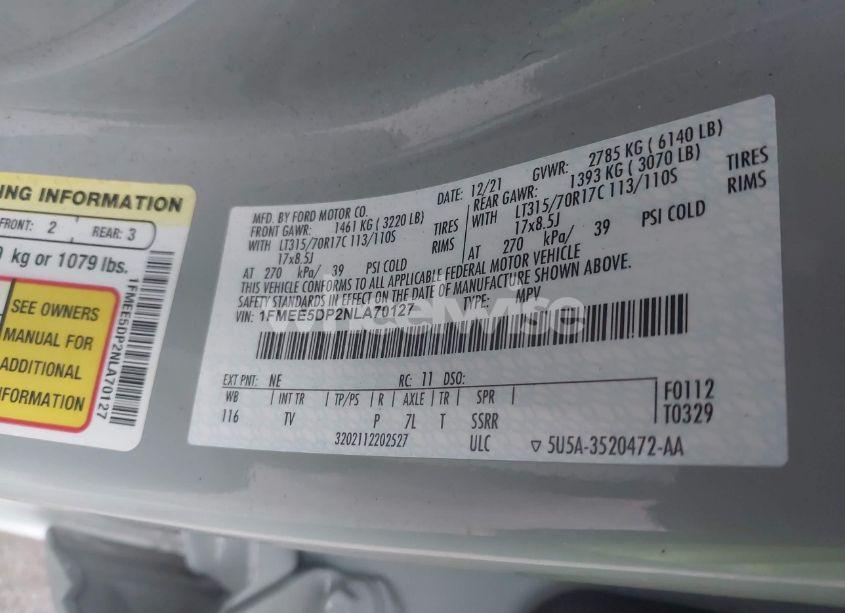 NG INFORMATION
FRONT: 2 REAR: 3
kg or 1079 lbs.
SEE OWNERS
MANUAL FOR
ADDITIONAL
INFORMATION
1FMEE5DP2NLA70127
MFD. BY FORD MOTOR CO.
DATE: 12/21 GVWR: 2785 KG ( 6140 LB)
FRONT GAWR: 1461 KG ( 3220 LB) REAR GAWR: 1393 KG ( 3070 LB)
WITH LT315/70R17C 113/110S TIRES WITH LT315/70R17C 113/110S TIRES
17x8.5J RIMS 17x8.5J RIMS
AT 270 kPa/ 39 PSI COLD AT 270 kPa/ 39 PSI COLD
THIS VEHICLE CONFORMS TO ALL APPLICABLE FEDERAL MOTOR VEHICLE
SAFETY STANDARDS IN EFFECT ON THE DATE OF MANUFACTURE SHOWN ABOVE.
VIN: 1FMEE5DP2NLA70127 TYPE: MPV
wheelwise
EXT PNT: NE RC: 11 DSO:
WB INT TR TP/PS R AXLE TR SPR
116 TV P 7L T SSRR
F0112
T0329
3202112202527 ULC 5U5A-3520472-AA